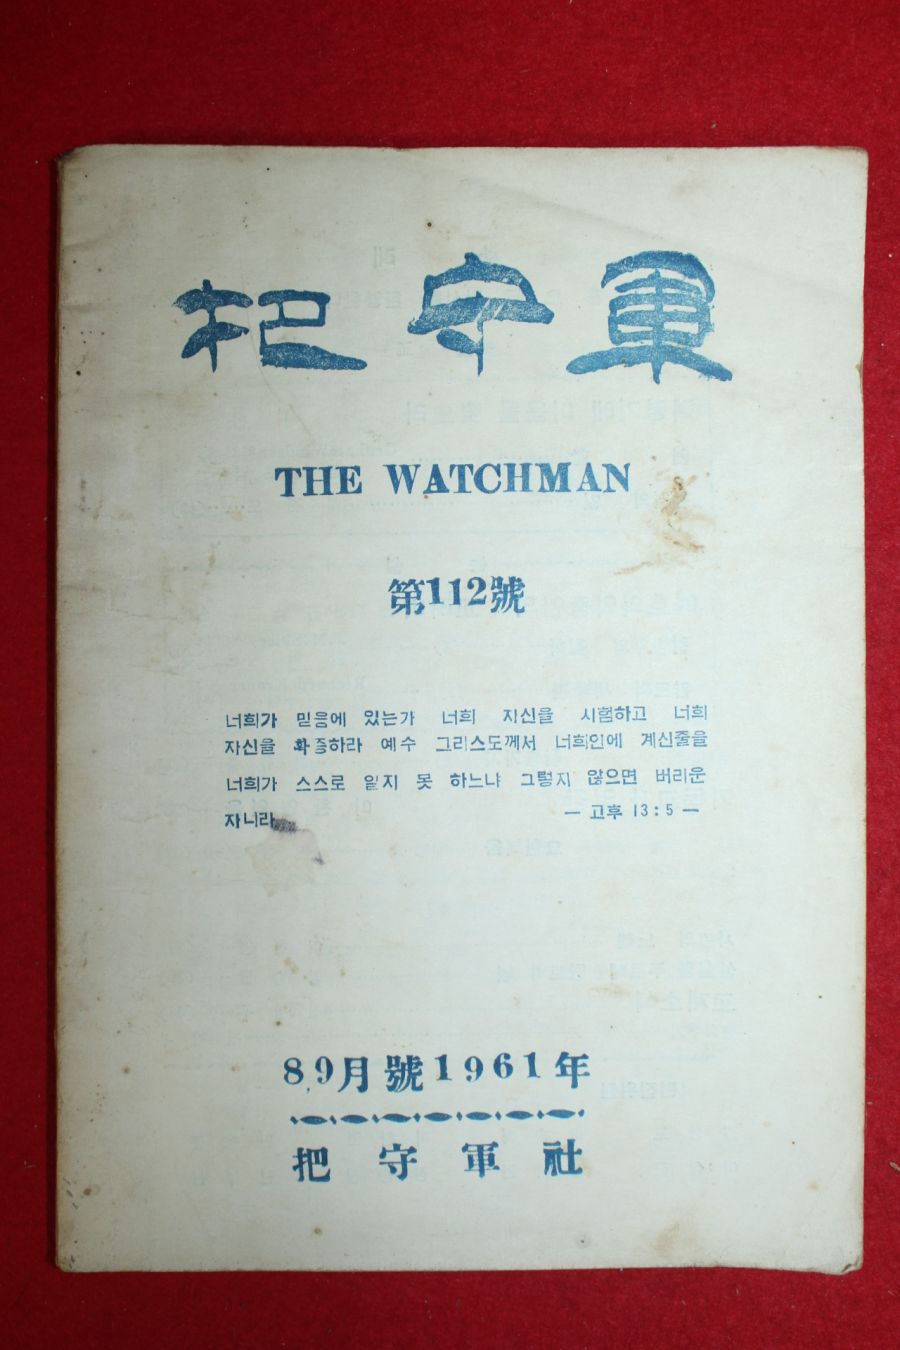 把守軍
THE WATCHMAN
第112號
너희가 믿음에 있는가 너희 자신을 시험하고 너희
자신을 확증하라 예수 그리스도께서 너희안에 계신줄을
너희가 스스로 알지 못 하느냐 그렇지 않으면 버리운
자니라 — 고후 13:5 —
8,9月號1961年
把守軍社